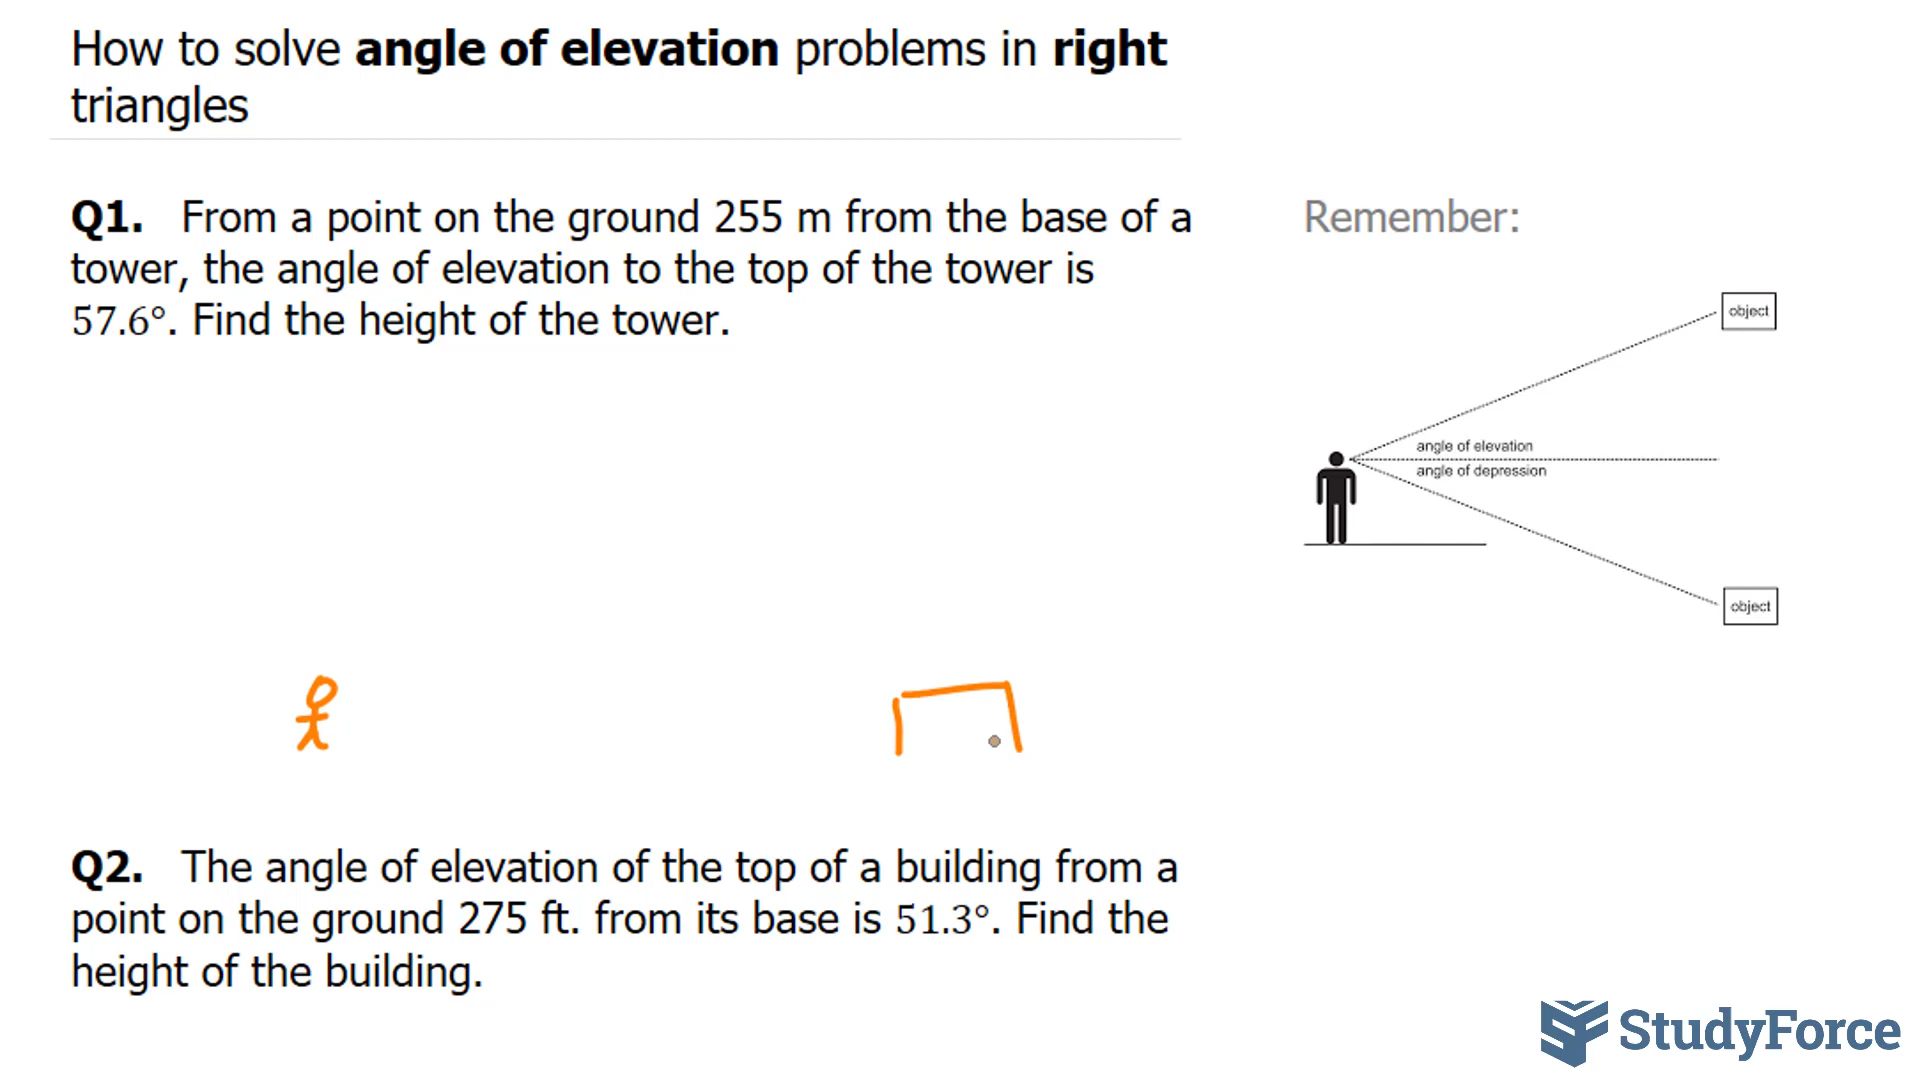 How to solve angle of elevation problems in right
triangles
Q1. From a point on the ground 255 m from the base of a
tower, the angle of elevation to the top of the tower is
57.6°. Find the height of the tower.
Remember:
object
angle of elevation
angle of depression
object
Q2. The angle of elevation of the top of a building from a
point on the ground 275 ft. from its base is 51.3°. Find the
height of the building.
StudyForce